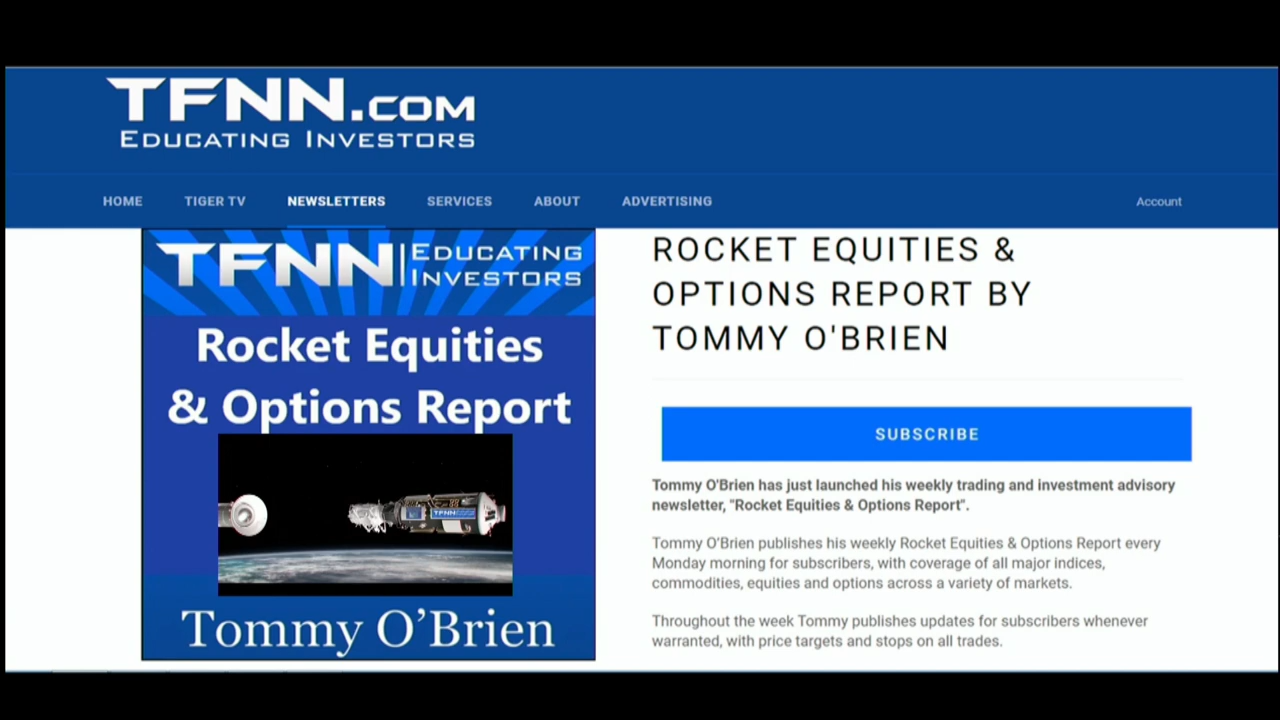 TFNN.COM
EDUCATING INVESTORS
HOME TIGER TV NEWSLETTERS SERVICES ABOUT ADVERTISING Account
TFNN EDUCATING
INVESTORS
Rocket Equities
& Options Report
TFNN
Tommy O’Brien
ROCKET EQUITIES &
OPTIONS REPORT BY
TOMMY O'BRIEN
SUBSCRIBE
Tommy O'Brien has just launched his weekly trading and investment advisory
newsletter, "Rocket Equities & Options Report".
Tommy O'Brien publishes his weekly Rocket Equities & Options Report every
Monday morning for subscribers, with coverage of all major indices,
commodities, equities and options across a variety of markets.
Throughout the week Tommy publishes updates for subscribers whenever
warranted, with price targets and stops on all trades.